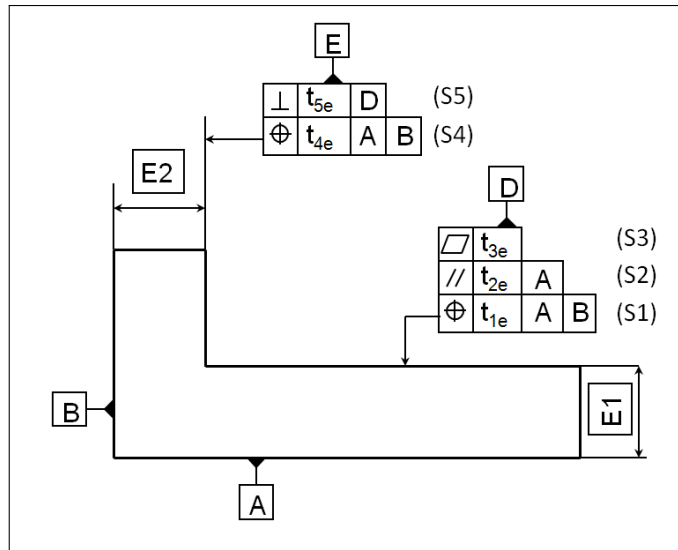 E
⊥ t5e D (S5)
⌖ t4e A B (S4)
E2
D
▱ t3e (S3)
// t2e A (S2)
⌖ t1e A B (S1)
B
E1
A